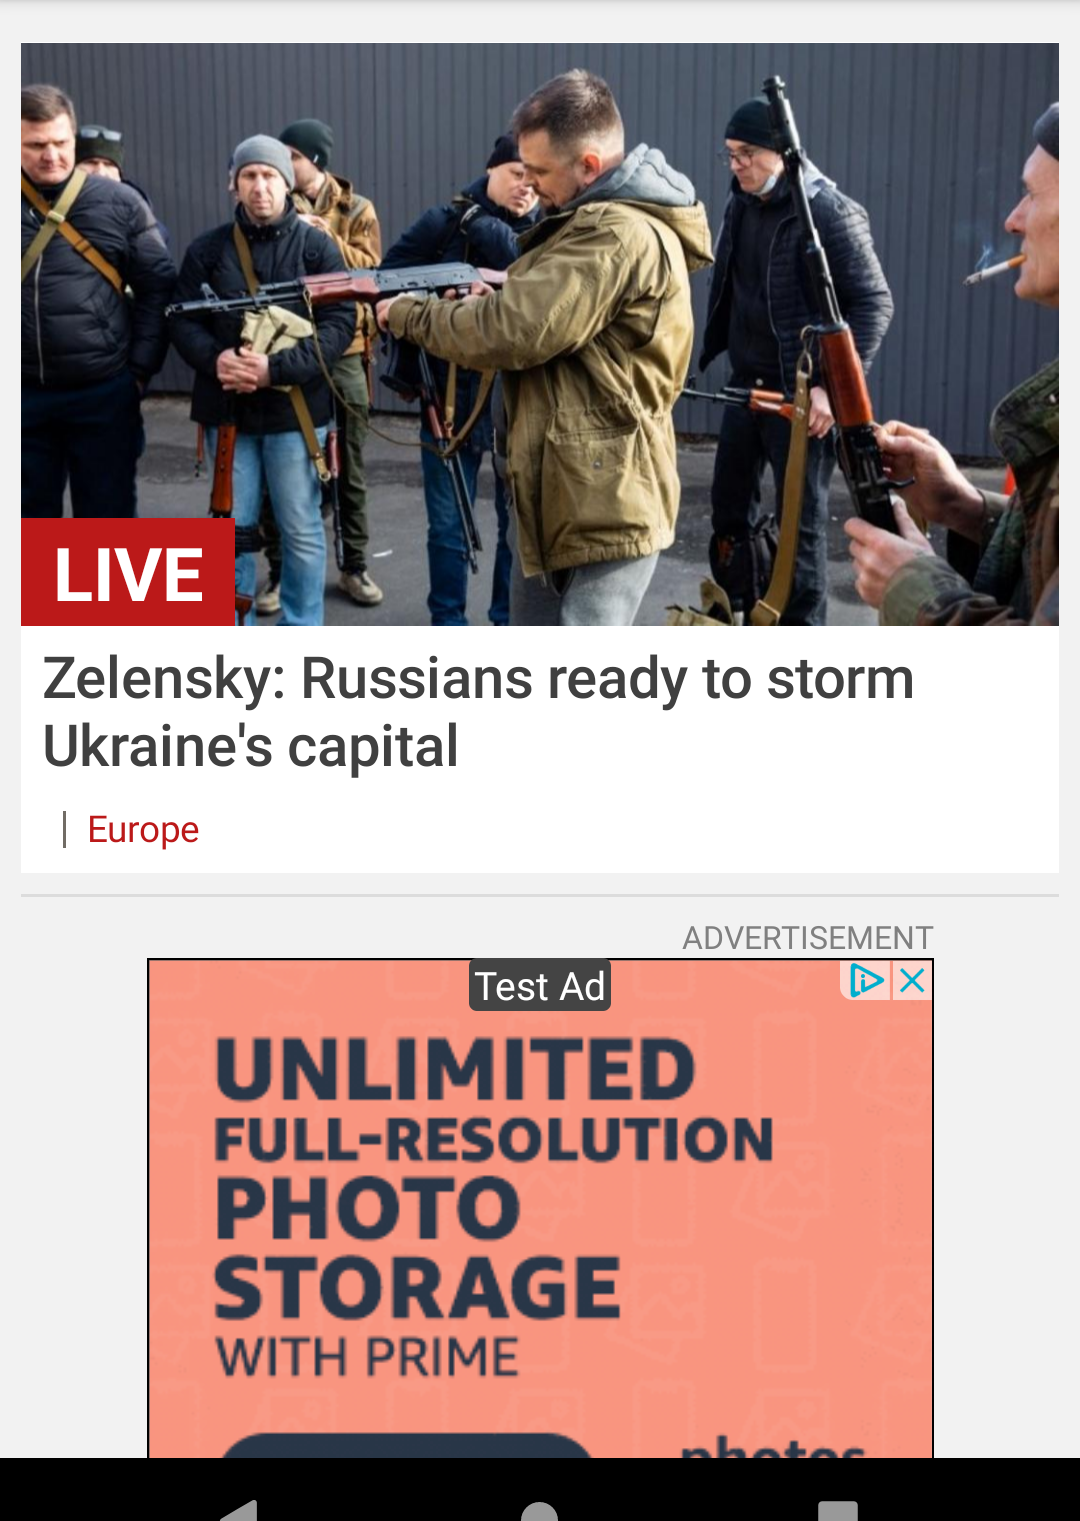 LIVE
Zelensky: Russians ready to storm
Ukraine's capital
Europe
ADVERTISEMENT
Test Ad
UNLIMITED
FULL-RESOLUTION
PHOTO
STORAGE
WITH PRIME
photos